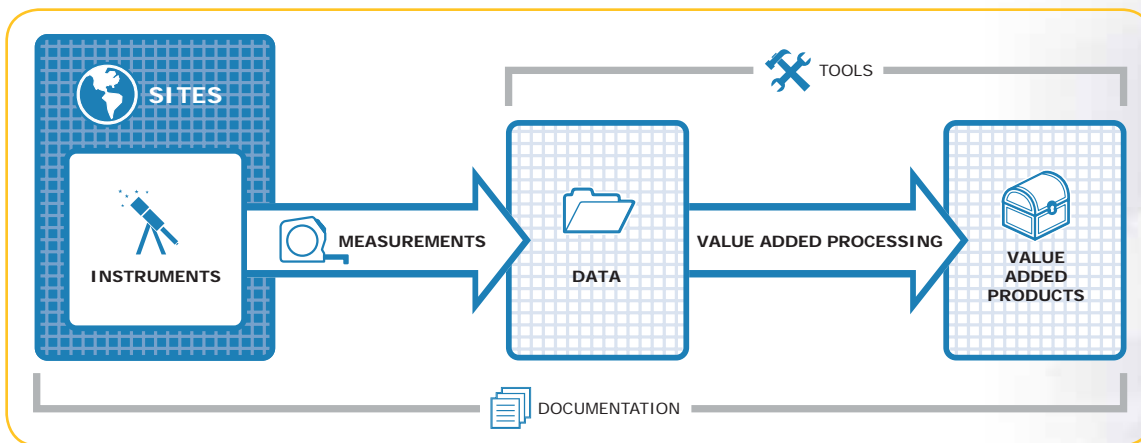 TOOLS
SITES
INSTRUMENTS
MEASUREMENTS
DATA
VALUE ADDED PROCESSING
VALUE
ADDED
PRODUCTS
DOCUMENTATION